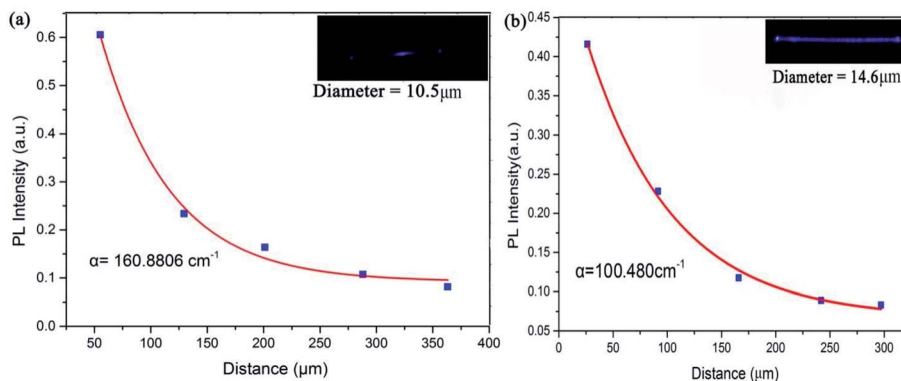 (a)
0.6
0.5
0.4
0.3
0.2
0.1
0.0
PL Intensity (a.u.)
Diameter = 10.5μm
α= 160.8806 cm⁻¹
50 100 150 200 250 300 350 400
Distance (μm)
(b)
0.45
0.40
0.35
0.30
0.25
0.20
0.15
0.10
0.05
PL Intensity(a.u.)
Diameter = 14.6μm
α=100.480cm⁻¹
0 50 100 150 200 250 300
Distance (μm)